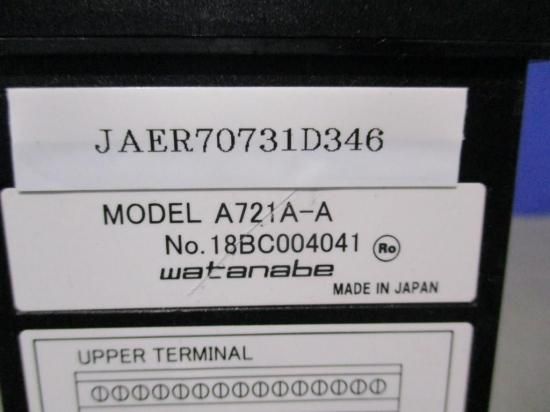 JAER70731D346
MODEL A721A-A
No.18BC004041 Ro
watanabe
MADE IN JAPAN
UPPER TERMINAL